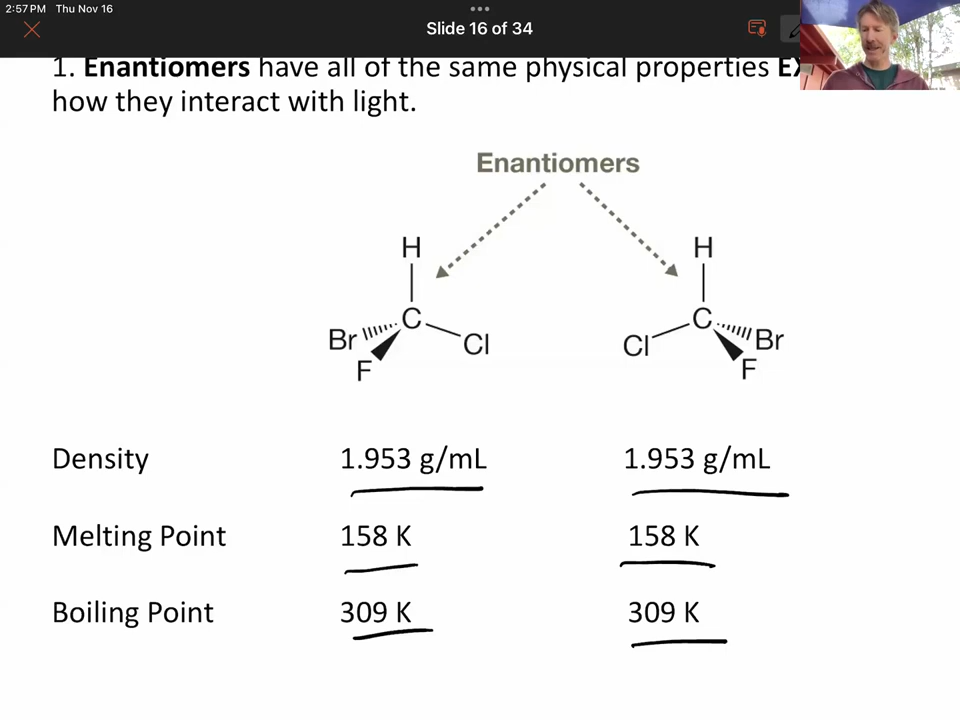 2:57 PM Thu Nov 16
Slide 16 of 34
1. Enantiomers have all of the same physical properties
how they interact with light.
Enantiomers
H H
C C
Br Cl Cl Br
F F
Density 1.953 g/mL 1.953 g/mL
Melting Point 158 K 158 K
Boiling Point 309 K 309 K